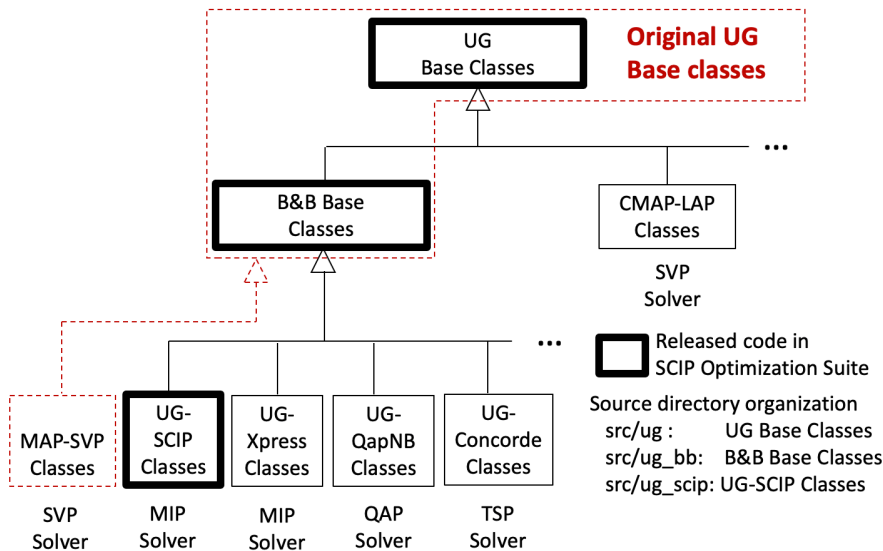 UG
Base Classes
Original UG
Base classes
...
B&B Base
Classes
CMAP-LAP
Classes
SVP
Solver
...
Released code in
SCIP Optimization Suite
MAP-SVP
Classes
UG-
SCIP
Classes
UG-
Xpress
Classes
UG-
QapNB
Classes
UG-
Concorde
Classes
SVP
Solver
MIP
Solver
MIP
Solver
QAP
Solver
TSP
Solver
Source directory organization
src/ug : UG Base Classes
src/ug_bb: B&B Base Classes
src/ug_scip: UG-SCIP Classes